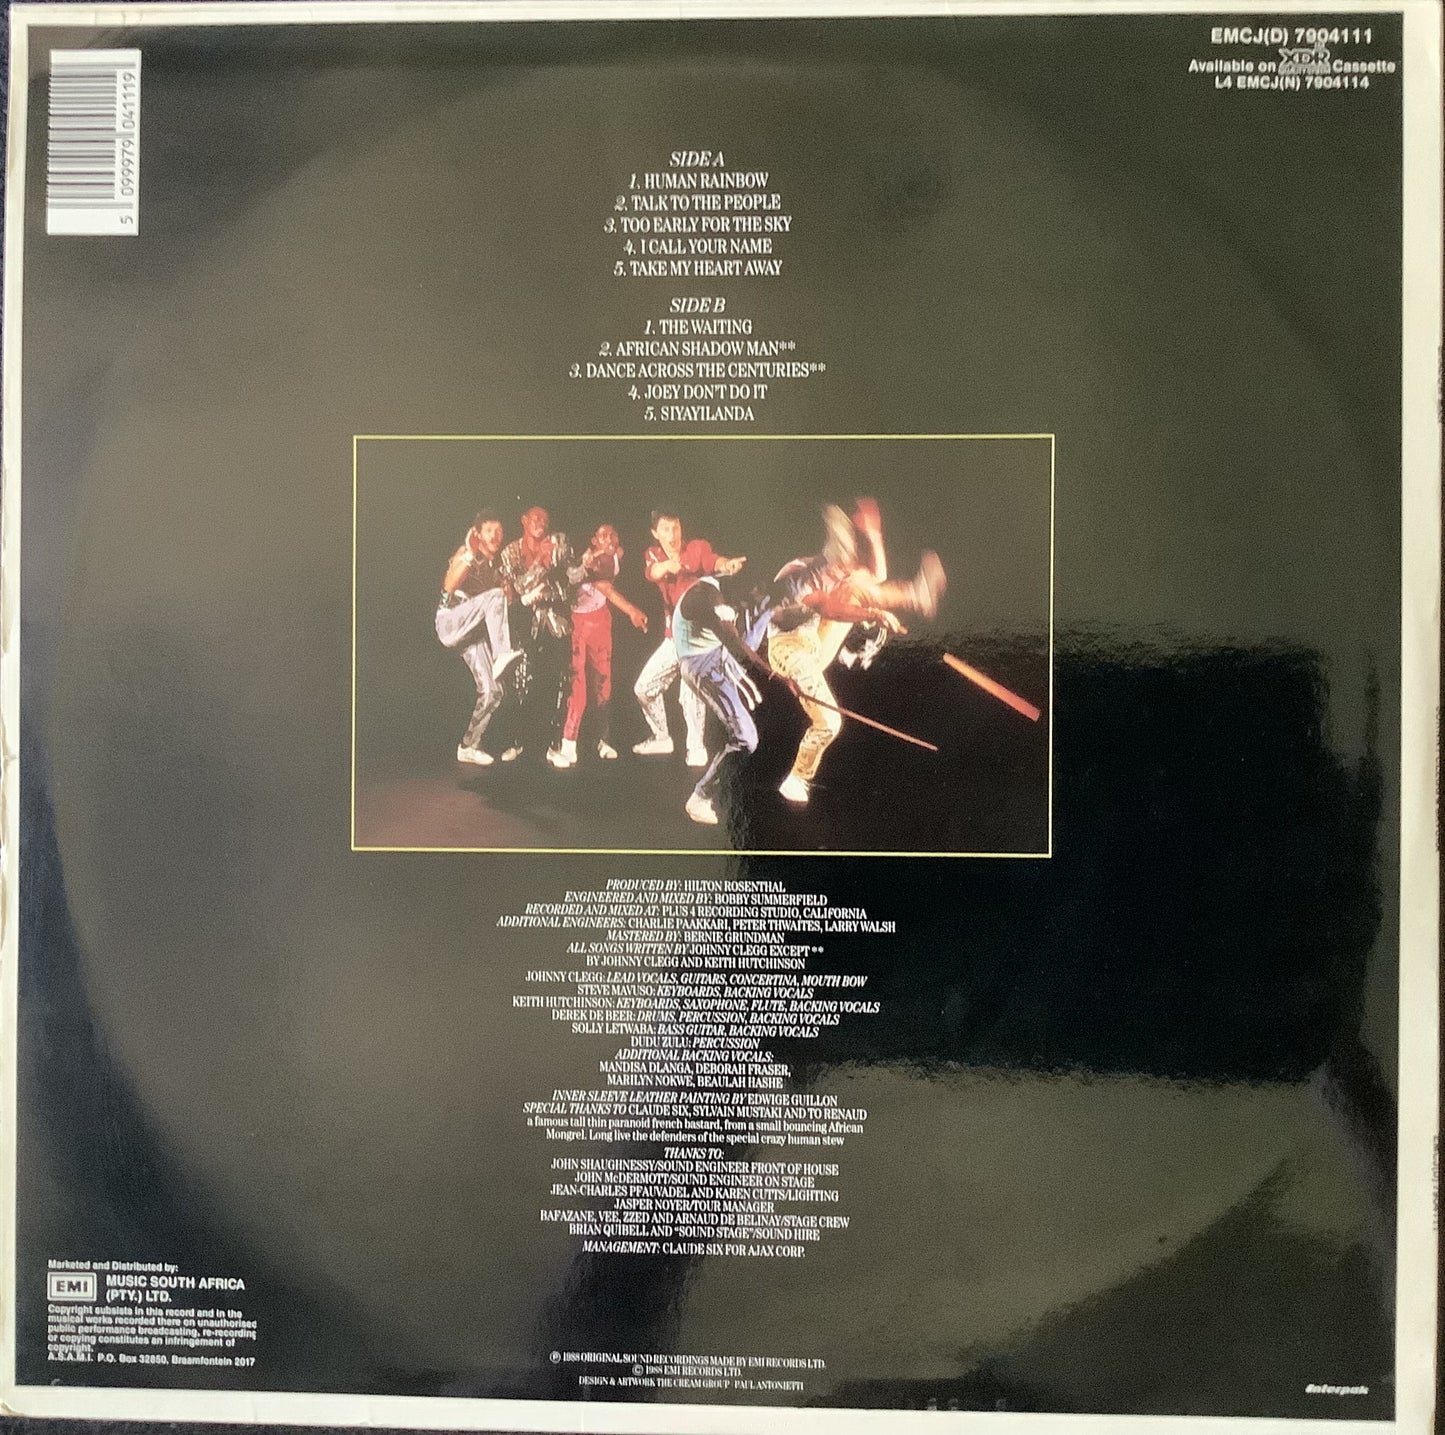 EMCJ(D) 7904111
Available on XDR Cassette
L4 EMCJ(N) 7904114
5 099979 041119
SIDE A
1. HUMAN RAINBOW
2. TALK TO THE PEOPLE
3. TOO EARLY FOR THE SKY
4. I CALL YOUR NAME
5. TAKE MY HEART AWAY
SIDE B
1. THE WAITING
2. AFRICAN SHADOW MAN**
3. DANCE ACROSS THE CENTURIES**
4. JOEY DON'T DO IT
5. SIYAYILANDA
PRODUCED BY: HILTON ROSENTHAL
ENGINEERED AND MIXED BY: BOBBY SUMMERFIELD
RECORDED AND MIXED AT: PLUS 4 RECORDING STUDIO, CALIFORNIA
ADDITIONAL ENGINEERS: CHARLIE PAAKKARI, PETER THWAITES, LARRY WALSH
MASTERED BY: BERNIE GRUNDMAN
ALL SONGS WRITTEN BY JOHNNY CLEGG EXCEPT **
BY JOHNNY CLEGG AND KEITH HUTCHINSON
JOHNNY CLEGG: LEAD VOCALS, GUITARS, CONCERTINA, MOUTH BOW
STEVE MAVUSO: KEYBOARDS, BACKING VOCALS
KEITH HUTCHINSON: KEYBOARDS, SAXOPHONE, FLUTE, BACKING VOCALS
DEREK DE BEER: DRUMS, PERCUSSION, BACKING VOCALS
SOLLY LETWABA: BASS GUITAR, BACKING VOCALS
DUDU ZULU: PERCUSSION
ADDITIONAL BACKING VOCALS:
MANDISA DLANGA, DEBORAH FRASER,
MARILYN NOKWE, BEAULAH HASHE
INNER SLEEVE LEATHER PAINTING BY EDWIGE GUILLON
SPECIAL THANKS TO CLAUDE SIX, SYLVAIN MUSTAKI AND TO RENAUD
a famous tall thin paranoid french bastard, from a small bouncing African
Mongrel. Long live the defenders of the special crazy human stew
THANKS TO:
JOHN SHAUGHNESSY/SOUND ENGINEER FRONT OF HOUSE
JOHN McDERMOTT/SOUND ENGINEER ON STAGE
JEAN-CHARLES PFAUVADEL AND KAREN CUTTS/LIGHTING
JASPER NOYER/TOUR MANAGER
BAFAZANE, VEE, ZZED AND ARNAUD DE BELINAY/STAGE CREW
BRIAN QUIBELL AND "SOUND STAGE"/SOUND HIRE
MANAGEMENT: CLAUDE SIX FOR AJAX CORP.
Marketed and Distributed by:
EMI MUSIC SOUTH AFRICA
(PTY.) LTD.
Copyright subsists in this record and in the
musical works recorded there on unauthorised
public performance broadcasting, re-recording
or copying constitutes an infringement of
copyright.
A.S.A.M.I. P.O. Box 32850, Braamfontein 2017
Ⓟ 1988 ORIGINAL SOUND RECORDINGS MADE BY EMI RECORDS LTD.
© 1988 EMI RECORDS LTD.
DESIGN & ARTWORK THE CREAM GROUP · PAUL ANTONIETTI
Interpak